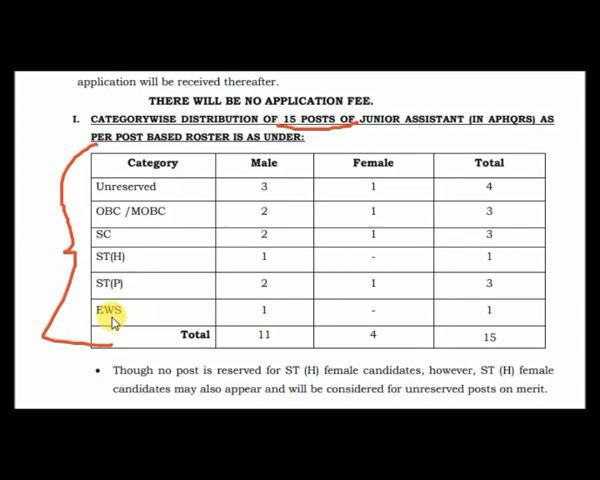 application will be received thereafter.
THERE WILL BE NO APPLICATION FEE.
I. CATEGORYWISE DISTRIBUTION OF 15 POSTS OF JUNIOR ASSISTANT (IN APHQRS) AS
PER POST BASED ROSTER IS AS UNDER:
Category Male Female Total
Unreserved 3 1 4
OBC /MOBC 2 1 3
SC 2 1 3
ST(H) 1 - 1
ST(P) 2 1 3
EWS 1 - 1
Total 11 4 15
• Though no post is reserved for ST (H) female candidates, however, ST (H) female
candidates may also appear and will be considered for unreserved posts on merit.